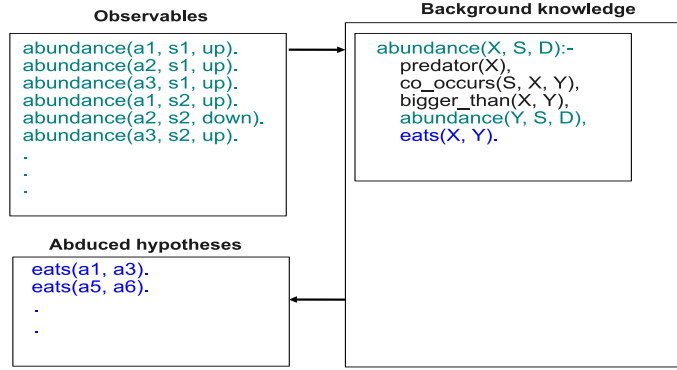 Observables
abundance(a1, s1, up).
abundance(a2, s1, up).
abundance(a3, s1, up).
abundance(a1, s2, up).
abundance(a2, s2, down).
abundance(a3, s2, up).
.
.
.
Background knowledge
abundance(X, S, D):-
predator(X),
co_occurs(S, X, Y),
bigger_than(X, Y),
abundance(Y, S, D),
eats(X, Y).
Abduced hypotheses
eats(a1, a3).
eats(a5, a6).
.
.